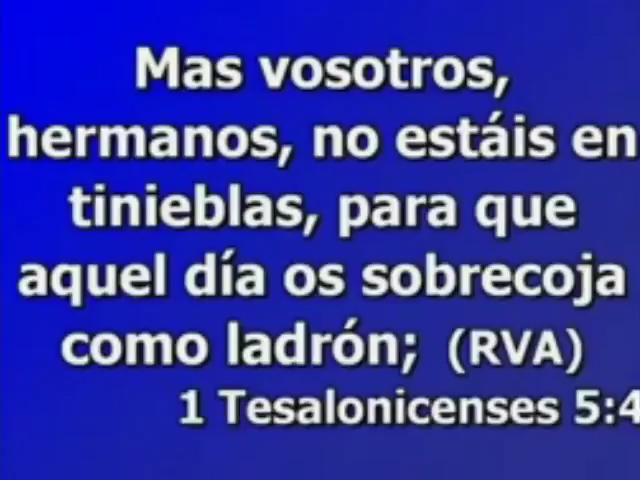 Mas vosotros,
hermanos, no estáis en
tinieblas, para que
aquel día os sobrecoja
como ladrón; (RVA)
1 Tesalonicenses 5:4